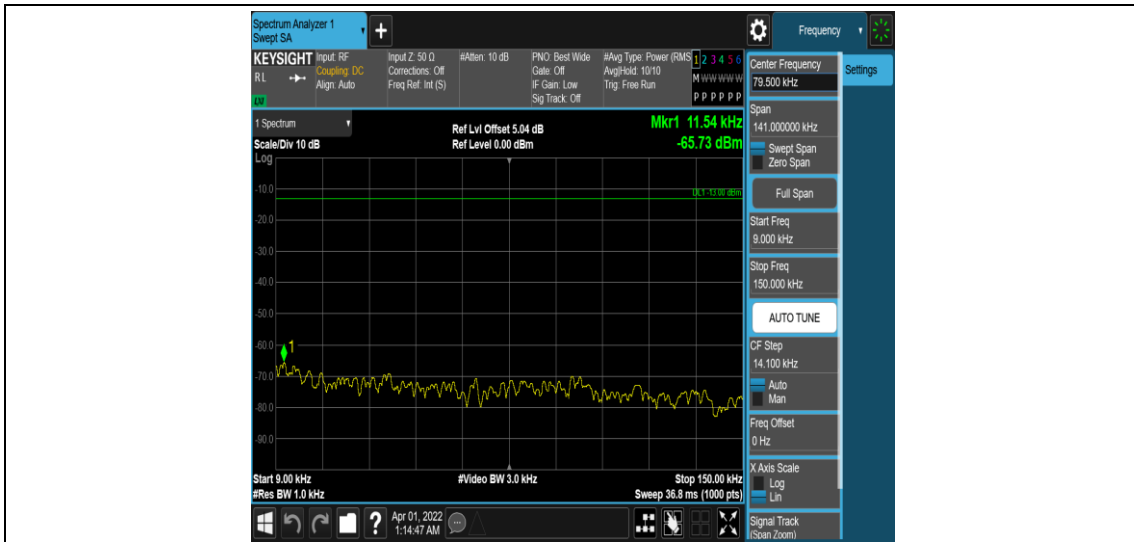 Spectrum Analyzer 1
Swept SA
+
Frequency
KEYSIGHT
R L
LXI
Input: RF
Coupling: DC
Align: Auto
Input Z: 50 Ω
Corrections: Off
Freq Ref: Int (S)
#Atten: 10 dB
PNO: Best Wide
Gate: Off
IF Gain: Low
Sig Track: Off
#Avg Type: Power (RMS
Avg|Hold: 10/10
Trig: Free Run
1 2 3 4 5 6
M W W W W W
P P P P P P
1 Spectrum
Scale/Div 10 dB
Log
Ref Lvl Offset 5.04 dB
Ref Level 0.00 dBm
Mkr1 11.54 kHz
-65.73 dBm
DL1 -13.00 dBm
-10.0
-20.0
-30.0
-40.0
-50.0
-60.0
1
-70.0
-80.0
-90.0
Start 9.00 kHz
#Res BW 1.0 kHz
#Video BW 3.0 kHz
Stop 150.00 kHz
Sweep 36.8 ms (1000 pts)
Apr 01, 2022
1:14:47 AM
?
Center Frequency
79.500 kHz
Settings
Span
141.000000 kHz
Swept Span
Zero Span
Full Span
Start Freq
9.000 kHz
Stop Freq
150.000 kHz
AUTO TUNE
CF Step
14.100 kHz
Auto
Man
Freq Offset
0 Hz
X Axis Scale
Log
Lin
Signal Track
(Span Zoom)